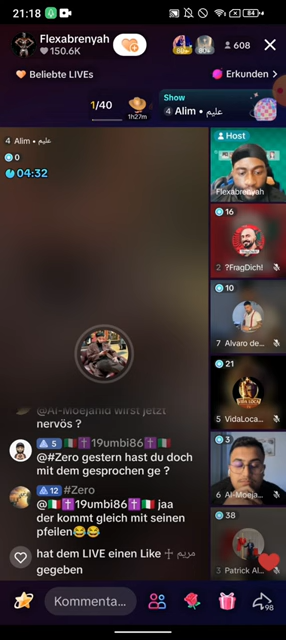 21:18
84
Flexabrenyah
150.6K
608
Beliebte LIVEs
Erkunden >
1/40
1h27m
Show
4 Alim • عليم
4 Alim • عليم
0
04:32
Host
Flexabrenyah
16
2 ?FragDich!
10
7 Alvaro de...
21
5 VidaLoca...
3
6 Al-Moeja...
38
3 Patrick Al...
@Al-Moejahid wirst jetzt
nervös ?
5 🇮🇹✝️19umbi86✝️🇮🇹
@#Zero gestern hast du doch
mit dem gesprochen ge ?
12 #Zero
@🇮🇹✝️19umbi86✝️🇮🇹 jaa
der kommt gleich mit seinen
pfeilen😂😂
hat dem LIVE einen Like ☩ مريم
gegeben
Kommenta...
98